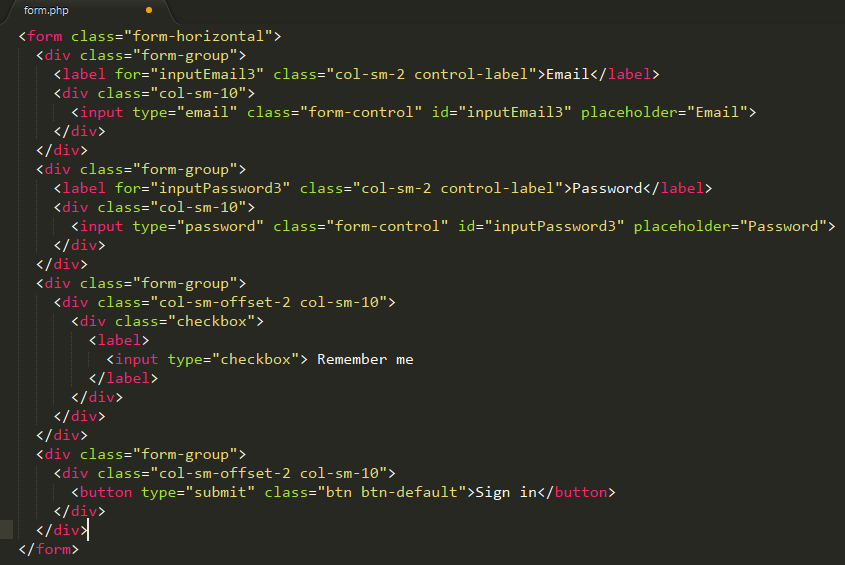 form.php
<form class="form-horizontal">
  <div class="form-group">
    <label for="inputEmail3" class="col-sm-2 control-label">Email</label>
    <div class="col-sm-10">
      <input type="email" class="form-control" id="inputEmail3" placeholder="Email">
    </div>
  </div>
  <div class="form-group">
    <label for="inputPassword3" class="col-sm-2 control-label">Password</label>
    <div class="col-sm-10">
      <input type="password" class="form-control" id="inputPassword3" placeholder="Password">
    </div>
  </div>
  <div class="form-group">
    <div class="col-sm-offset-2 col-sm-10">
      <div class="checkbox">
        <label>
          <input type="checkbox"> Remember me
        </label>
      </div>
    </div>
  </div>
  <div class="form-group">
    <div class="col-sm-offset-2 col-sm-10">
      <button type="submit" class="btn btn-default">Sign in</button>
    </div>
  </div>
</form>